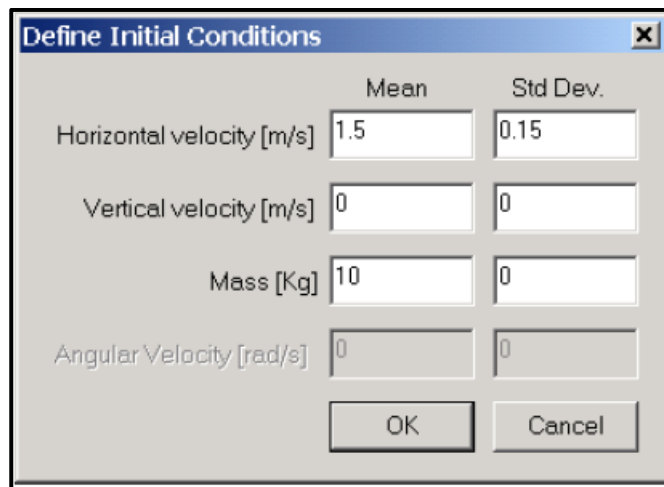 Define Initial Conditions
Mean Std Dev.
Horizontal velocity [m/s] 1.5 0.15
Vertical velocity [m/s] 0 0
Mass [Kg] 10 0
Angular Velocity [rad/s] 0 0
OK Cancel